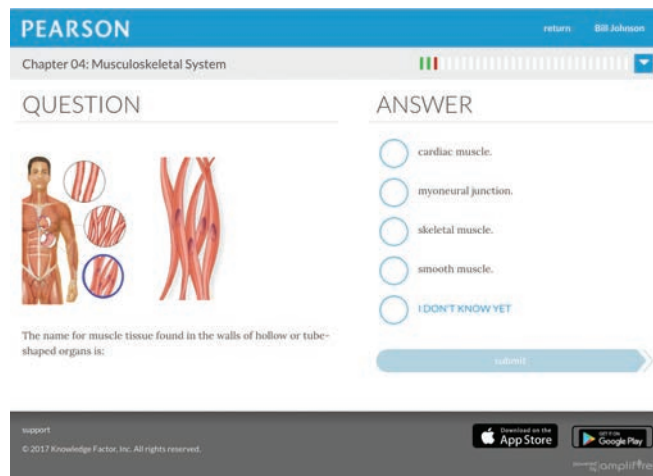 PEARSON
return Bill Johnson
Chapter 04: Musculoskeletal System
QUESTION
ANSWER
cardiac muscle.
myoneural junction.
skeletal muscle.
smooth muscle.
I DON'T KNOW YET
The name for muscle tissue found in the walls of hollow or tube-
shaped organs is:
submit
support
© 2017 Knowledge Factor, Inc. All rights reserved.
Download on the
App Store
GET IT ON
Google Play
amplifire